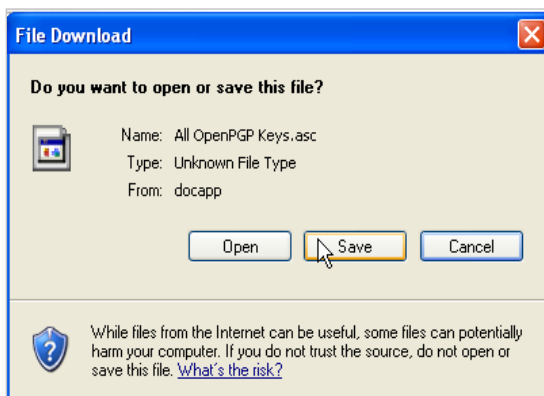 File Download
Do you want to open or save this file?
Name: All OpenPGP Keys.asc
Type: Unknown File Type
From: docapp
Open Save Cancel
While files from the Internet can be useful, some files can potentially
harm your computer. If you do not trust the source, do not open or
save this file. What's the risk?